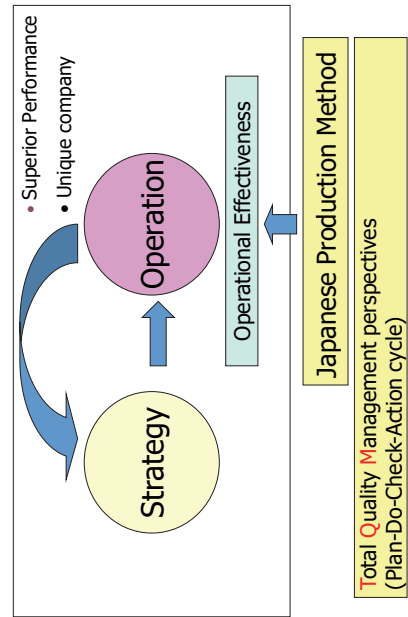 • Superior Performance
• Unique company
Strategy
Operation
Operational Effectiveness
Japanese Production Method
Total Quality Management perspectives
(Plan-Do-Check-Action cycle)